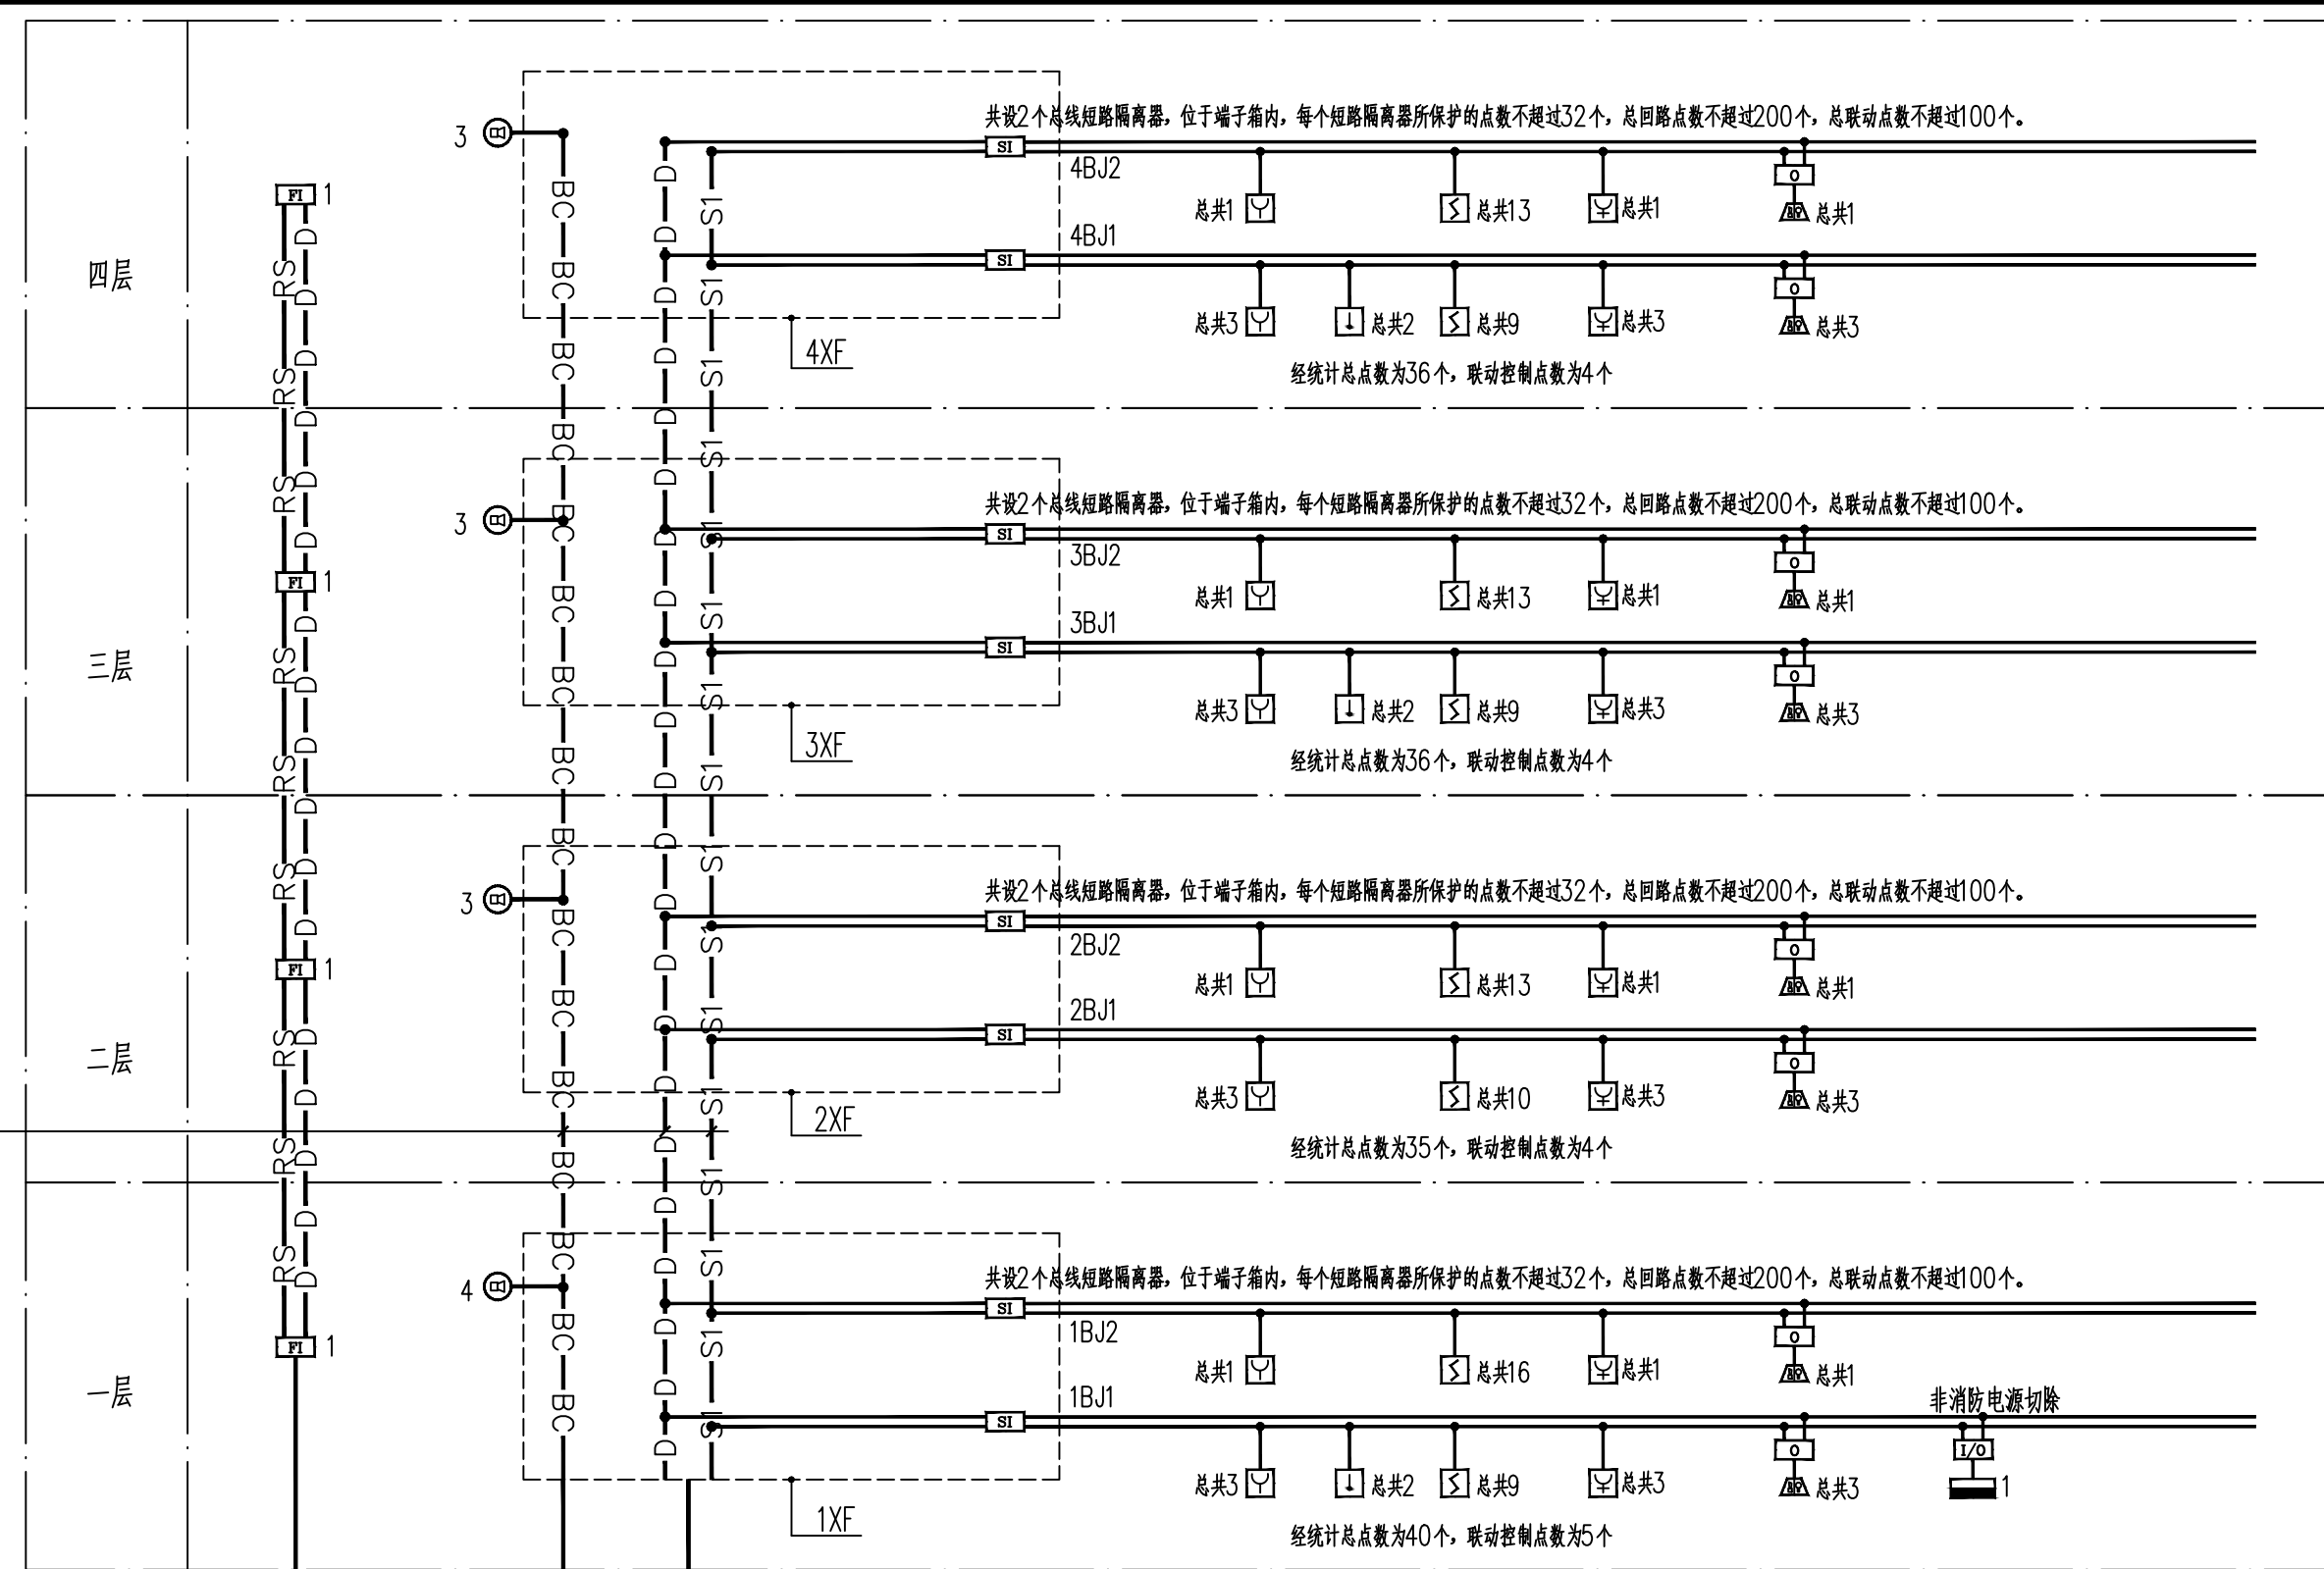 共设2个总线短路隔离器，位于端子箱内，每个短路隔离器所保护的点数不超过32个，总回路点数不超过200个，总联动点数不超过100个。
3
BC D S1 SI
4BJ2
FI 1
总共1 总共13 总共1 O 总共1
4BJ1
四层
RS D BC D S1 SI
总共3 总共2 总共9 总共3 O 总共3
4XF
经统计总点数为36个，联动控制点数为4个
共设2个总线短路隔离器，位于端子箱内，每个短路隔离器所保护的点数不超过32个，总回路点数不超过200个，总联动点数不超过100个。
3
BC D S1 SI
3BJ2
FI 1
总共1 总共13 总共1 O 总共1
3BJ1
三层
RS D BC D S1 SI
总共3 总共2 总共9 总共3 O 总共3
3XF
经统计总点数为36个，联动控制点数为4个
共设2个总线短路隔离器，位于端子箱内，每个短路隔离器所保护的点数不超过32个，总回路点数不超过200个，总联动点数不超过100个。
3
BC D S1 SI
2BJ2
FI 1
总共1 总共13 总共1 O 总共1
2BJ1
二层
RS D BC D S1 SI
总共3 总共10 总共3 O 总共3
2XF
经统计总点数为35个，联动控制点数为4个
共设2个总线短路隔离器，位于端子箱内，每个短路隔离器所保护的点数不超过32个，总回路点数不超过200个，总联动点数不超过100个。
4
BC D S1 SI
1BJ2
FI 1
总共1 总共16 总共1 O 总共1
1BJ1
非消防电源切除
一层
BC D S1 SI
I/O
总共3 总共2 总共9 总共3 O 总共3 1
1XF
经统计总点数为40个，联动控制点数为5个